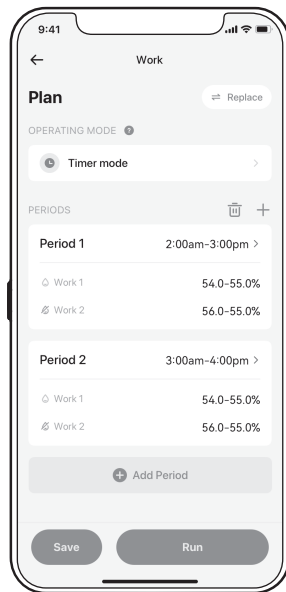 9:41
Work
Plan
Replace
OPERATING MODE ?
Timer mode
PERIODS
Period 1 2:00am-3:00pm
Work 1 54.0-55.0%
Work 2 56.0-55.0%
Period 2 3:00am-4:00pm
Work 1 54.0-55.0%
Work 2 56.0-55.0%
Add Period
Save Run